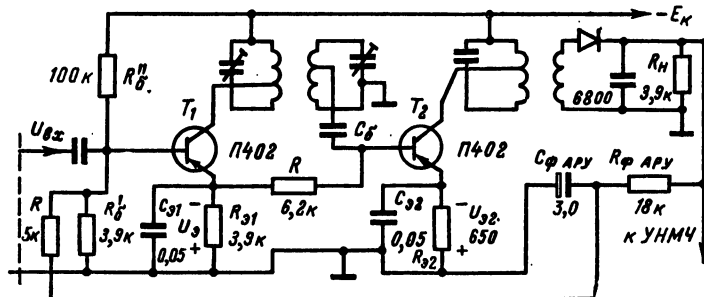 −Eк
100к
Rб.ᴵᴵ
T₁
T₂
Uвх
П402
Cб
П402
6800
Rн
3,9к
R
5к
Rб'
3,9к
Cэ1
0,05
Uэ
−
+
Rэ1
3,9к
R
6,2к
Cэ2
0,05
−
+
Uэ2.
650
Rэ2
Cф АРУ
3,0
Rф АРУ
18к
к УНМЧ